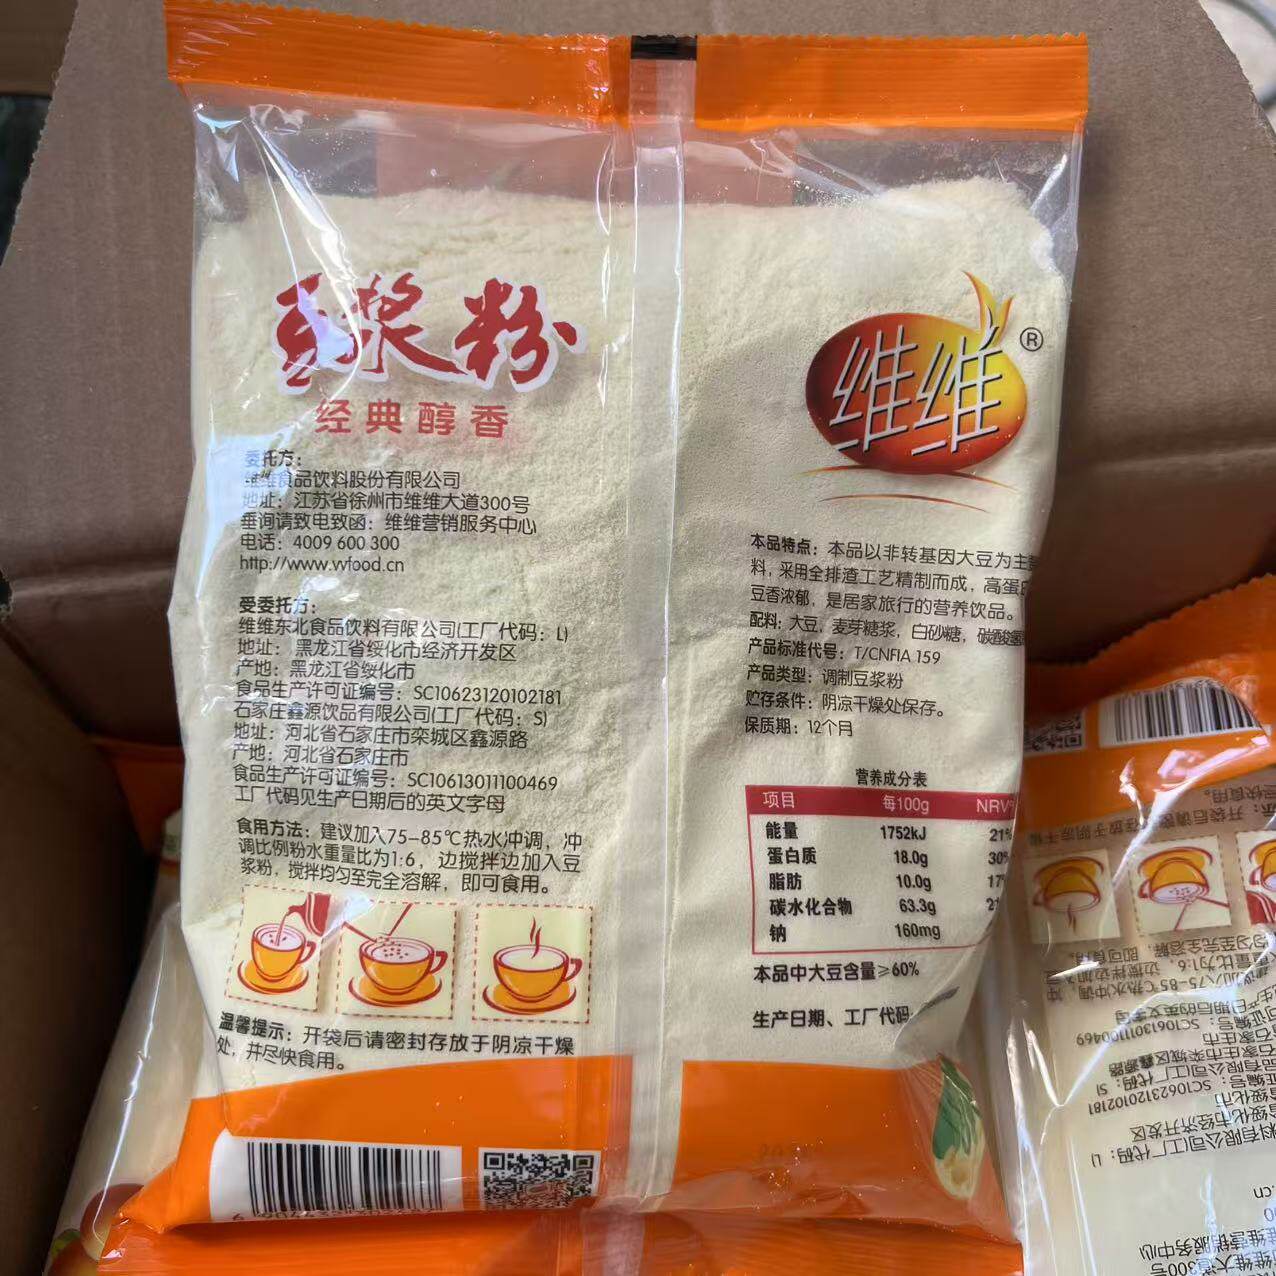 豆浆粉
经典醇香
维维®
委托方：
维维食品饮料股份有限公司
地址：江苏省徐州市维维大道300号
垂询请致电致函：维维营销服务中心
电话：4009 600 300
http://www.vvfood.cn
受委托方：
维维东北食品饮料有限公司(工厂代码：L)
地址：黑龙江省绥化市经济开发区
产地：黑龙江省绥化市
食品生产许可证编号：SC10623120102181
石家庄鑫源饮品有限公司(工厂代码：S)
地址：河北省石家庄市栾城区鑫源路
产地：河北省石家庄市
食品生产许可证编号：SC10613011100469
工厂代码见生产日期后的英文字母
食用方法：建议加入75-85℃热水冲调，冲
调比例粉水重量比为1:6，边搅拌边加入豆
浆粉，搅拌均匀至完全溶解，即可食用。
温馨提示：开袋后请密封存放于阴凉干燥
处，并尽快食用。
本品特点：本品以非转基因大豆为主
料，采用全排渣工艺精制而成，高蛋
豆香浓郁，是居家旅行的营养饮品。
配料：大豆，麦芽糖浆，白砂糖，碳酸氢
产品标准代号：T/CNFIA 159
产品类型：调制豆浆粉
贮存条件：阴凉干燥处保存。
保质期：12个月
营养成分表
项目 每100g NRV
能量 1752kJ 21%
蛋白质 18.0g 30%
脂肪 10.0g 17%
碳水化合物 63.3g 21%
钠 160mg
本品中大豆含量≥60%
生产日期、工厂代码